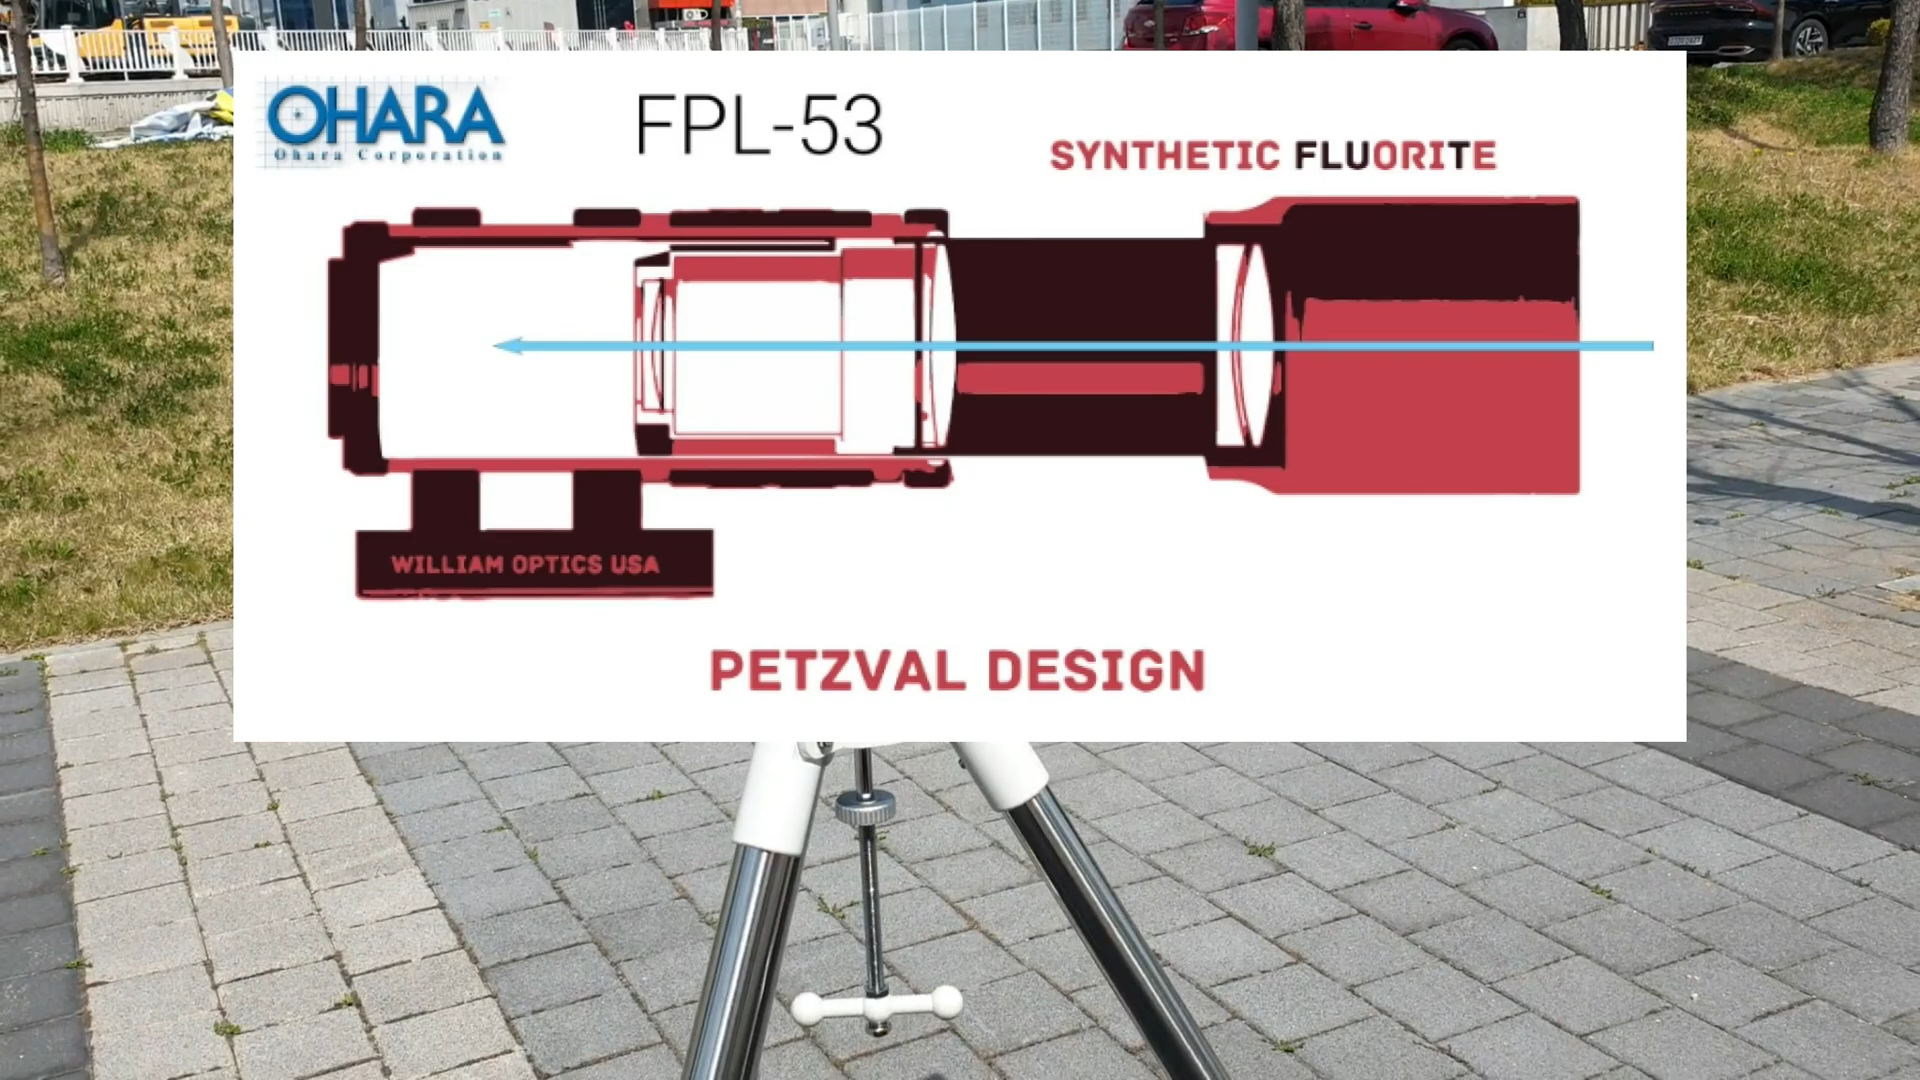 OHARA
Ohara Corporation
FPL-53
SYNTHETIC FLUORITE
WILLIAM OPTICS USA
PETZVAL DESIGN